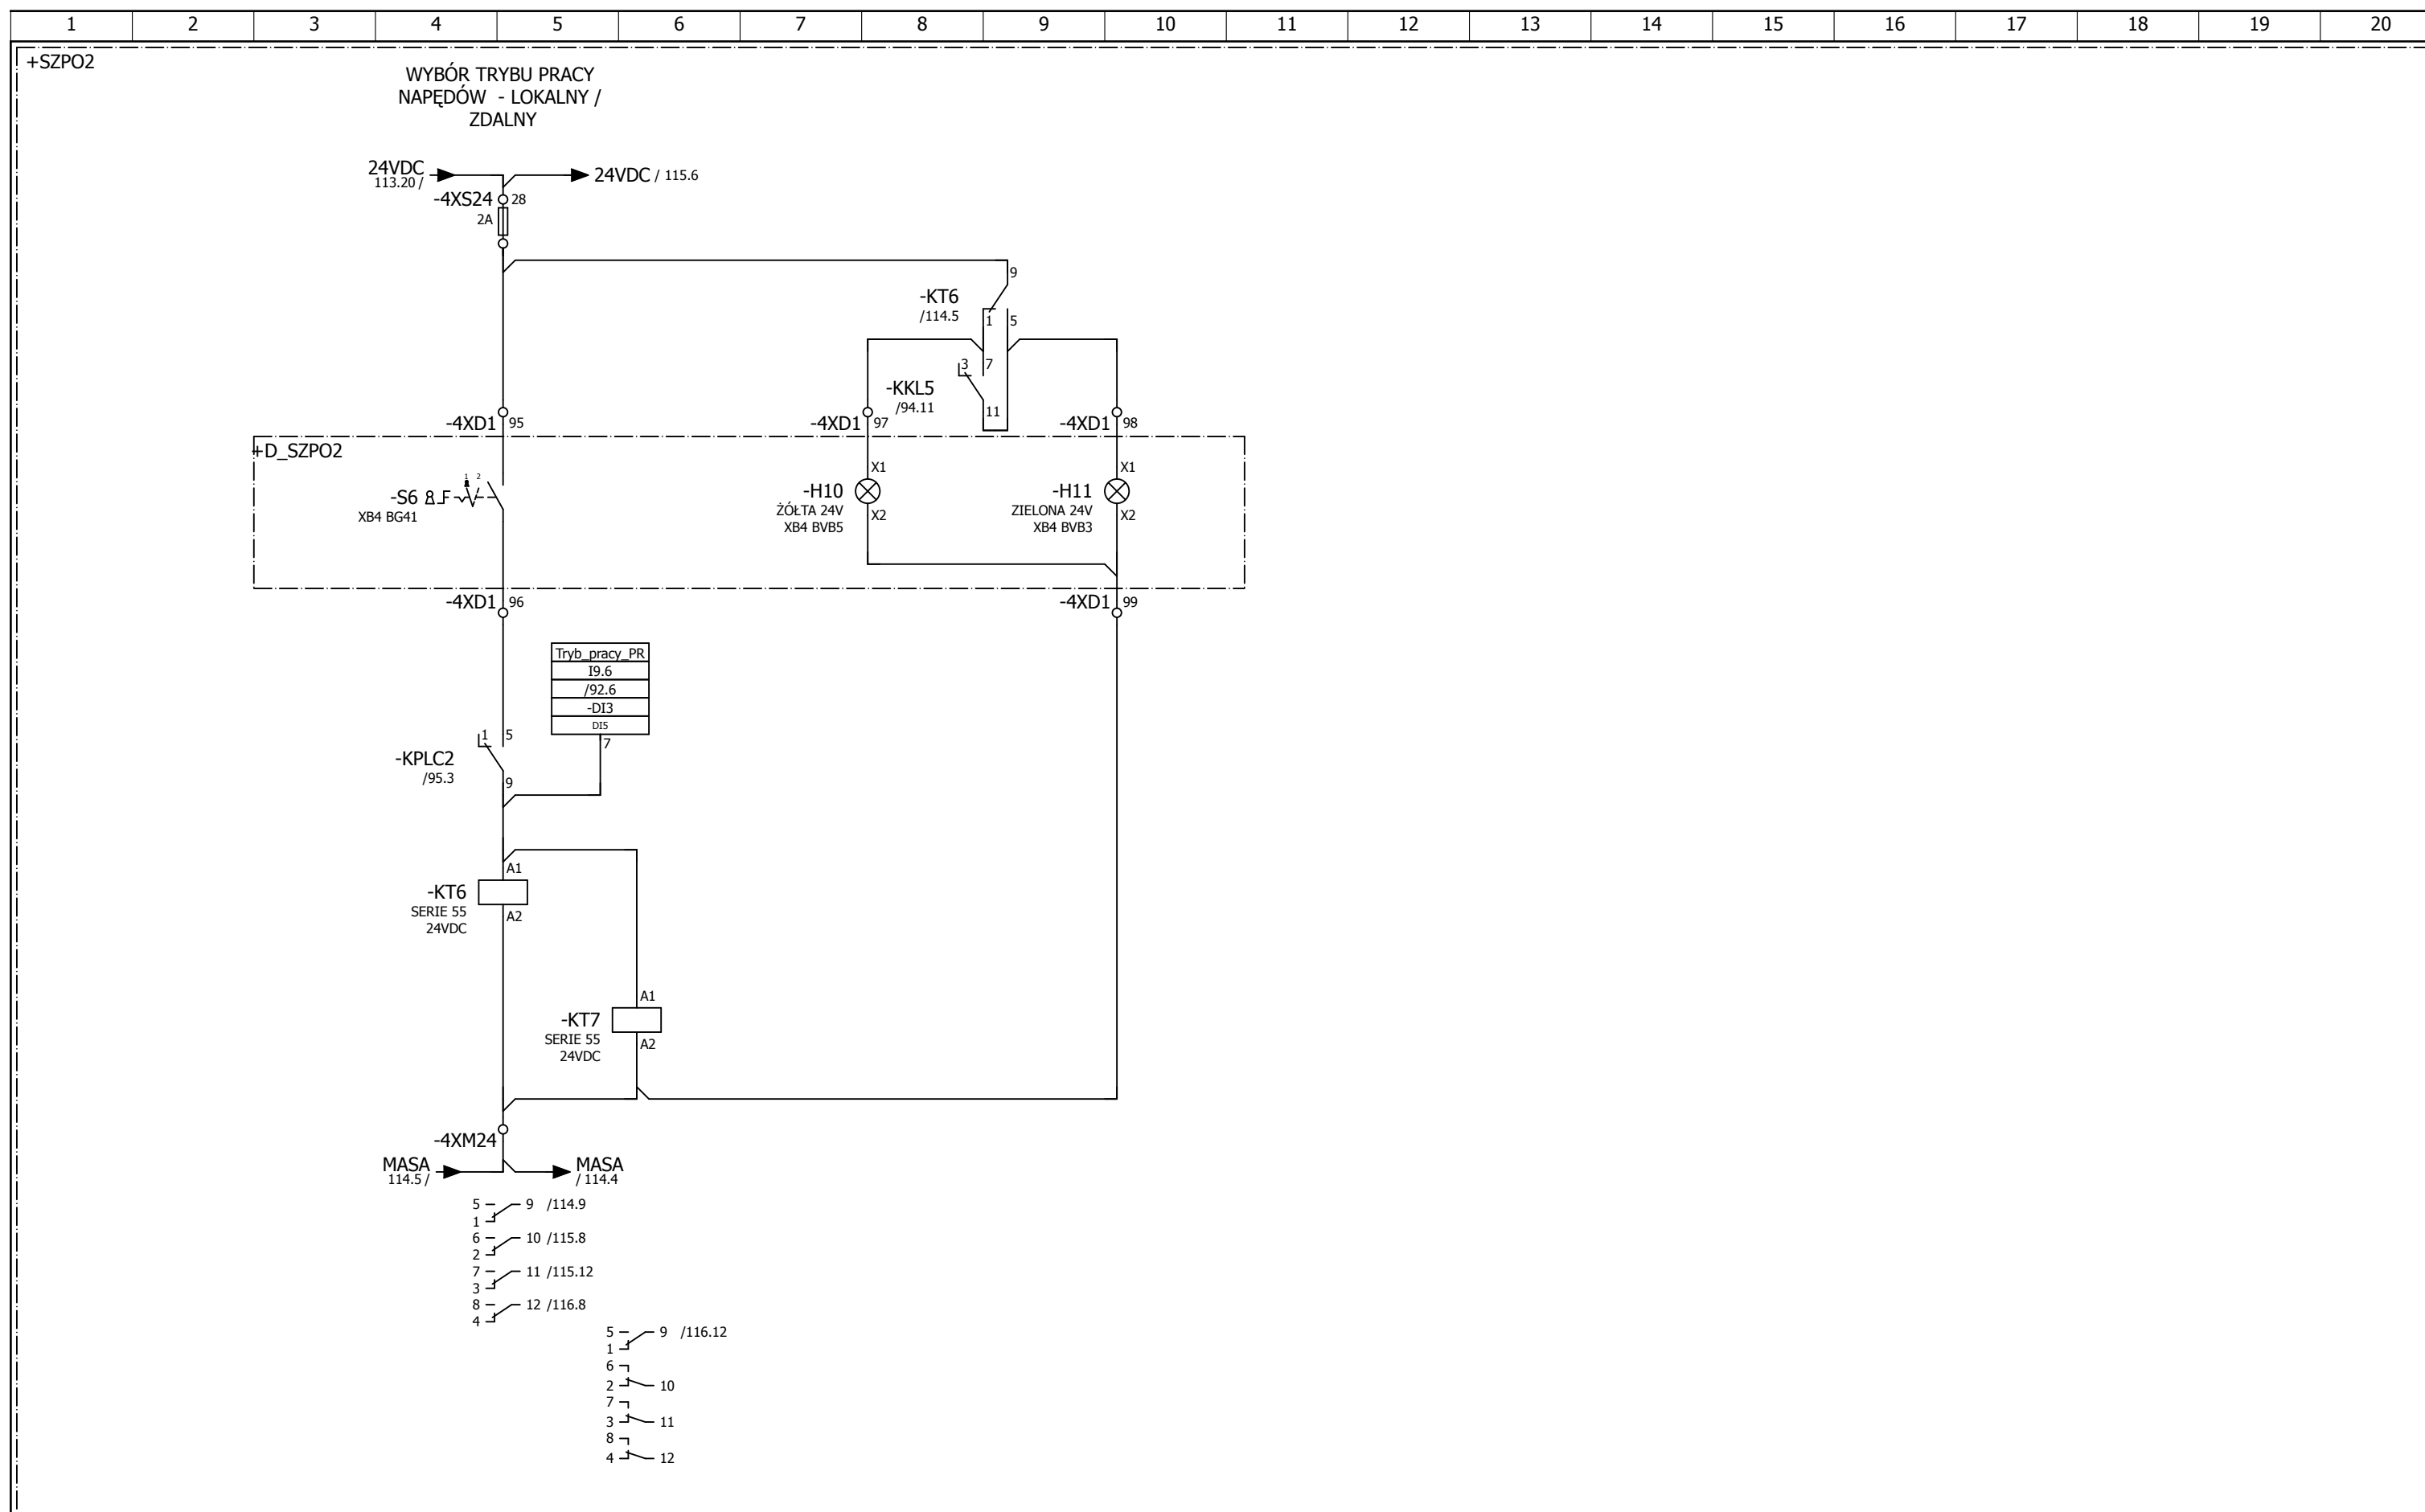 1 2 3 4 5 6 7 8 9 10 11 12 13 14 15 16 17 18 19 20
+SZPO2
WYBÓR TRYBU PRACY
NAPĘDÓW - LOKALNY /
ZDALNY
24VDC
113.20 /
24VDC / 115.6
-4XS24 28
2A
9
-KT6
/114.5
1 5
3 7
-KKL5
/94.11
11
-4XD1 95
-4XD1 97
-4XD1 98
+D_SZPO2
1 2
-S6
XB4 BG41
X1
-H10
ŻÓŁTA 24V
XB4 BVB5
X2
X1
-H11
ZIELONA 24V
XB4 BVB3
X2
-4XD1 96
-4XD1 99
Tryb_pracy_PR
I9.6
/92.6
-DI3
DI5
7
1 5
-KPLC2
/95.3
9
A1
-KT6
SERIE 55
24VDC
A2
A1
-KT7
SERIE 55
24VDC
A2
-4XM24
MASA
114.5 /
MASA
/ 114.4
5 9 /114.9
1
6 10 /115.8
2
7 11 /115.12
3
8 12 /116.8
4
5 9 /116.12
1
6
2 10
7
3 11
8
4 12